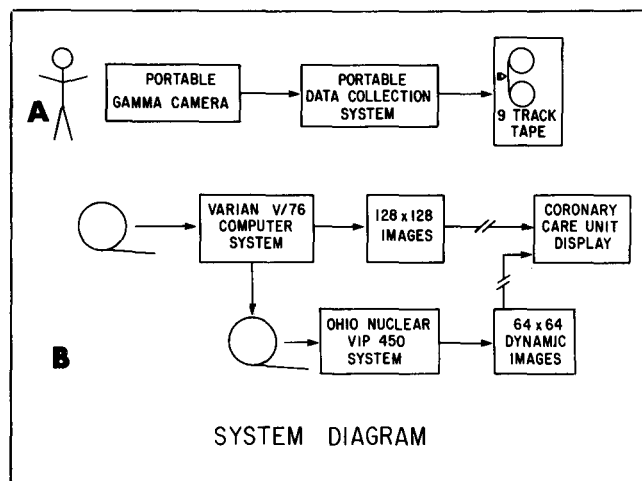 A
PORTABLE
GAMMA CAMERA
PORTABLE
DATA COLLECTION
SYSTEM
9 TRACK
TAPE
B
VARIAN V/76
COMPUTER
SYSTEM
128 x 128
IMAGES
CORONARY
CARE UNIT
DISPLAY
OHIO NUCLEAR
VIP 450
SYSTEM
64 x 64
DYNAMIC
IMAGES
SYSTEM DIAGRAM